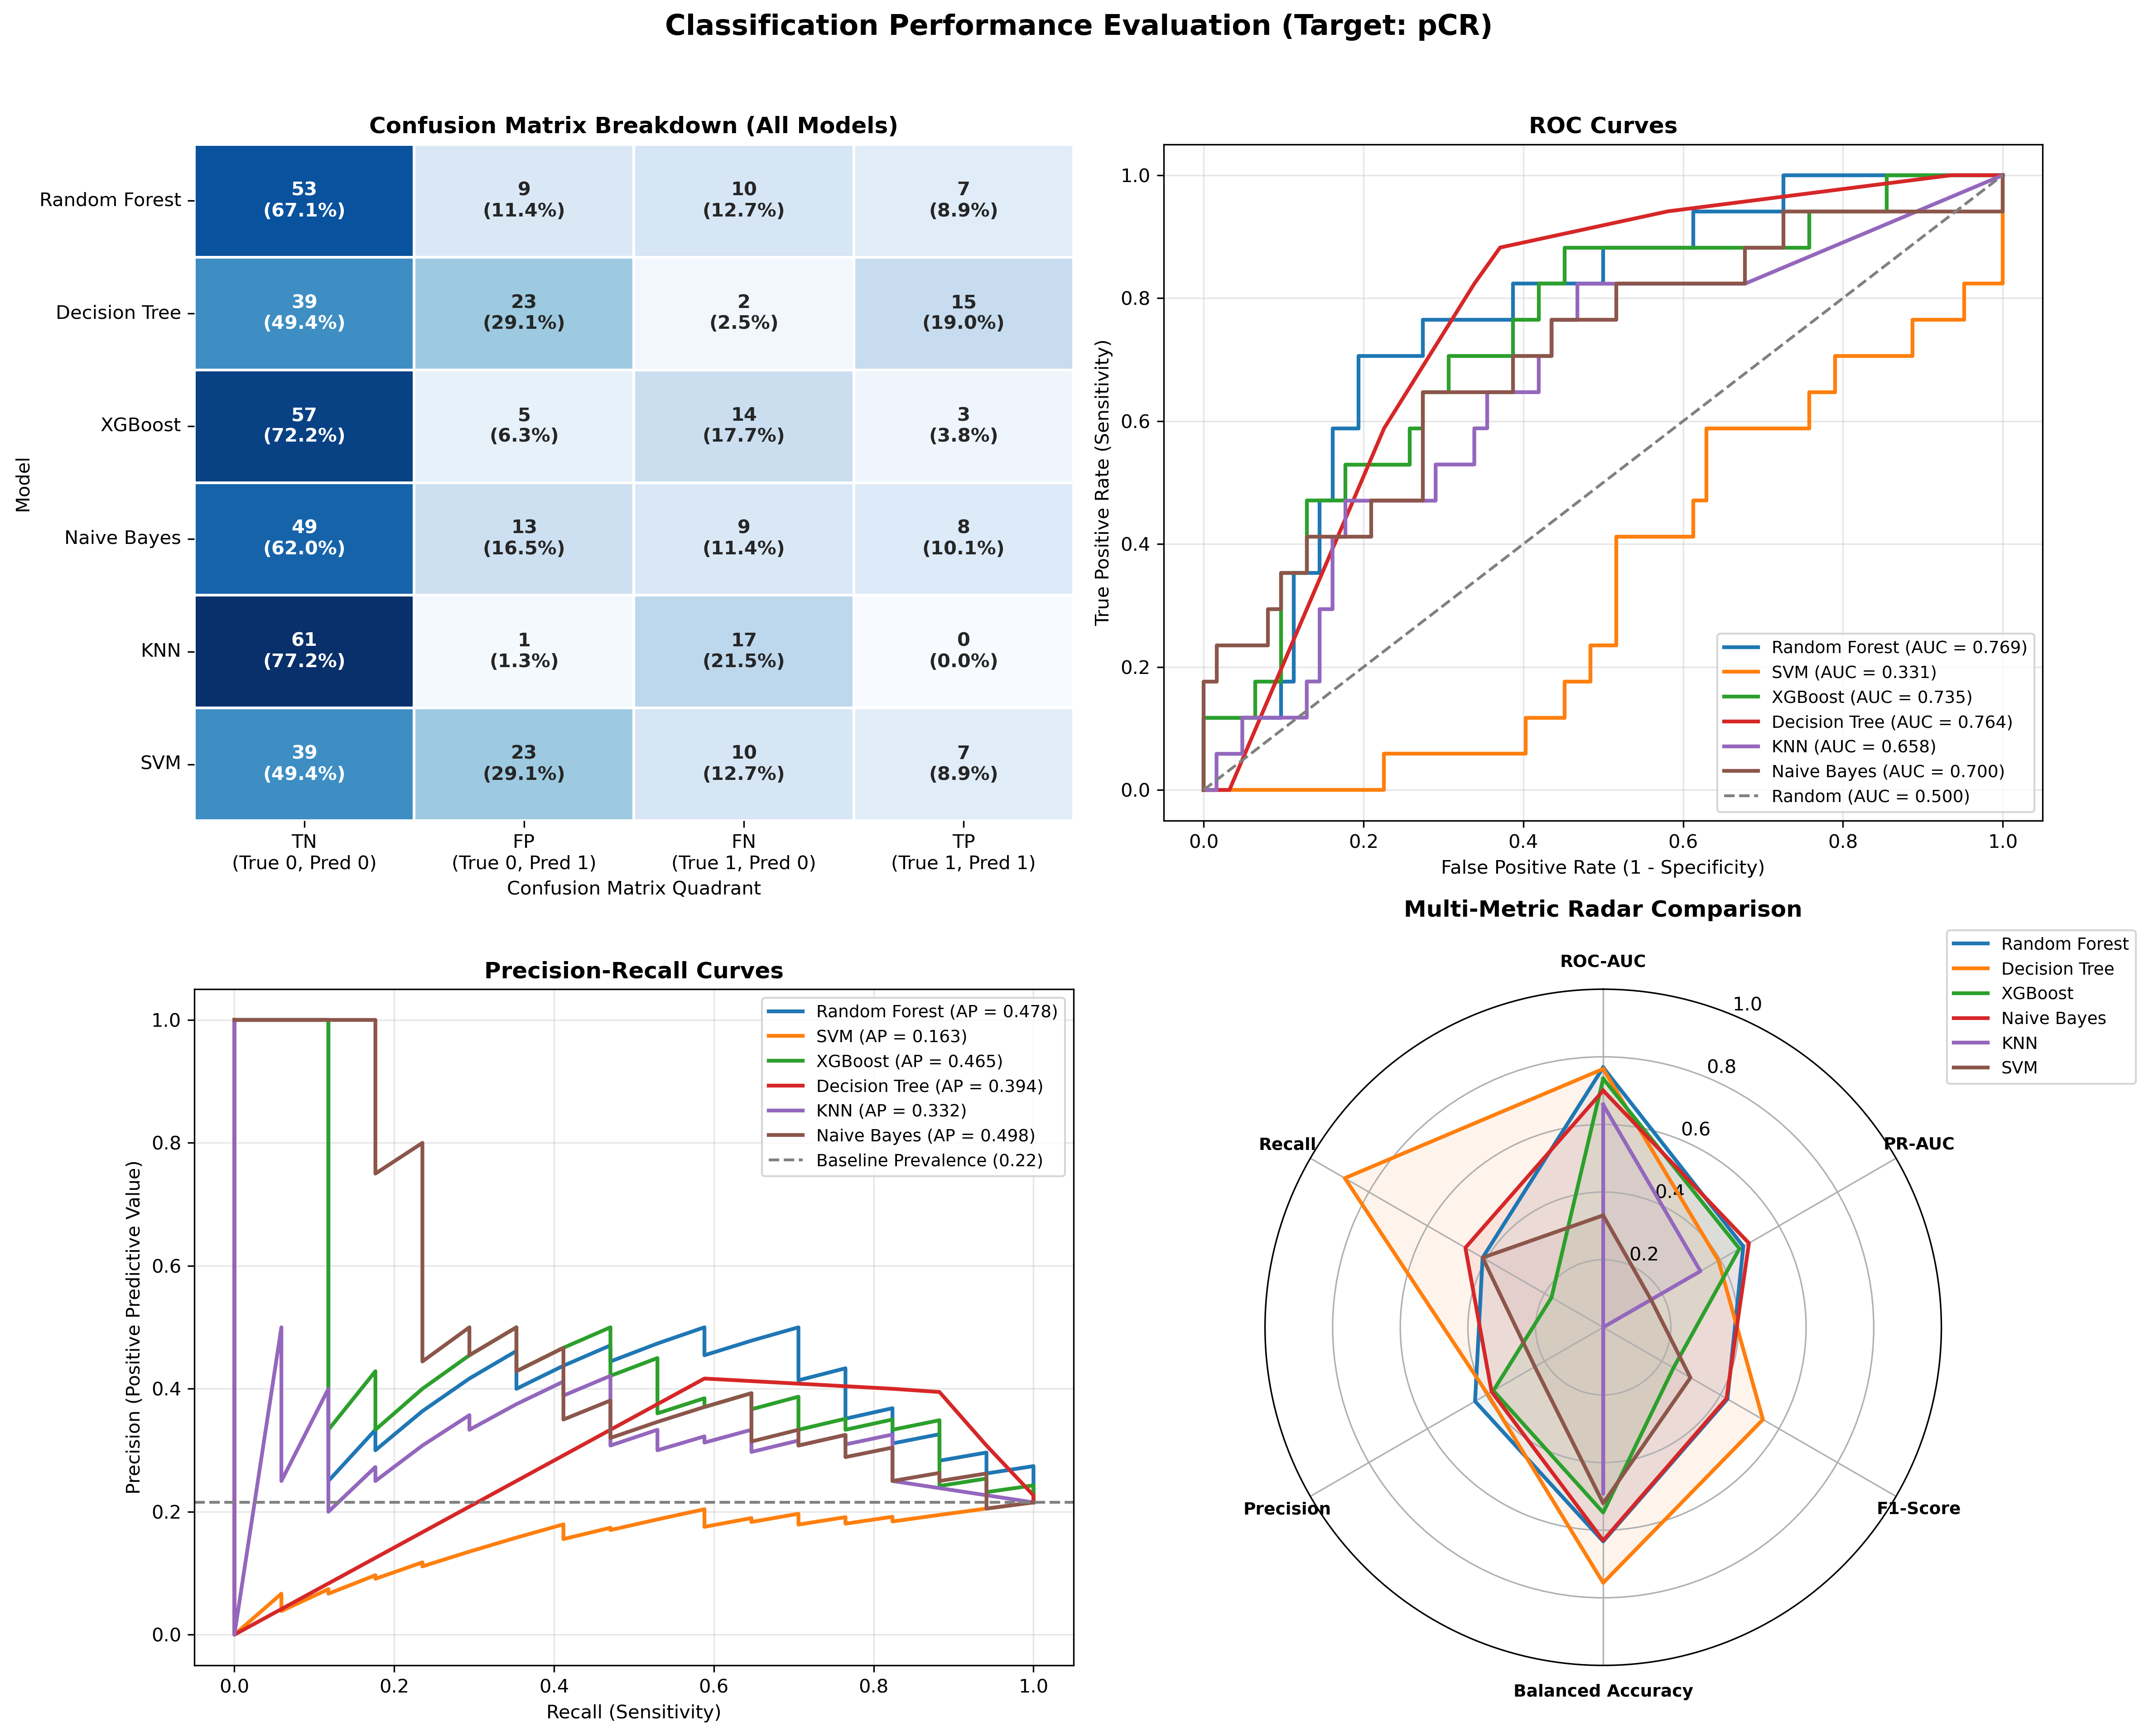 Classification Performance Evaluation (Target: pCR)
Confusion Matrix Breakdown (All Models)
Model
Random Forest
53
(67.1%)
9
(11.4%)
10
(12.7%)
7
(8.9%)
Decision Tree
39
(49.4%)
23
(29.1%)
2
(2.5%)
15
(19.0%)
XGBoost
57
(72.2%)
5
(6.3%)
14
(17.7%)
3
(3.8%)
Naive Bayes
49
(62.0%)
13
(16.5%)
9
(11.4%)
8
(10.1%)
KNN
61
(77.2%)
1
(1.3%)
17
(21.5%)
0
(0.0%)
SVM
39
(49.4%)
23
(29.1%)
10
(12.7%)
7
(8.9%)
TN
(True 0, Pred 0)
FP
(True 0, Pred 1)
FN
(True 1, Pred 0)
TP
(True 1, Pred 1)
Confusion Matrix Quadrant
ROC Curves
True Positive Rate (Sensitivity)
1.0
0.8
0.6
0.4
0.2
0.0
Random Forest (AUC = 0.769)
SVM (AUC = 0.331)
XGBoost (AUC = 0.735)
Decision Tree (AUC = 0.764)
KNN (AUC = 0.658)
Naive Bayes (AUC = 0.700)
Random (AUC = 0.500)
0.0 0.2 0.4 0.6 0.8 1.0
False Positive Rate (1 - Specificity)
Precision-Recall Curves
Precision (Positive Predictive Value)
1.0
0.8
0.6
0.4
0.2
0.0
Random Forest (AP = 0.478)
SVM (AP = 0.163)
XGBoost (AP = 0.465)
Decision Tree (AP = 0.394)
KNN (AP = 0.332)
Naive Bayes (AP = 0.498)
Baseline Prevalence (0.22)
0.0 0.2 0.4 0.6 0.8 1.0
Recall (Sensitivity)
Multi-Metric Radar Comparison
Random Forest
Decision Tree
XGBoost
Naive Bayes
KNN
SVM
ROC-AUC
1.0
0.8
0.6
0.4
0.2
Recall
PR-AUC
Precision
F1-Score
Balanced Accuracy